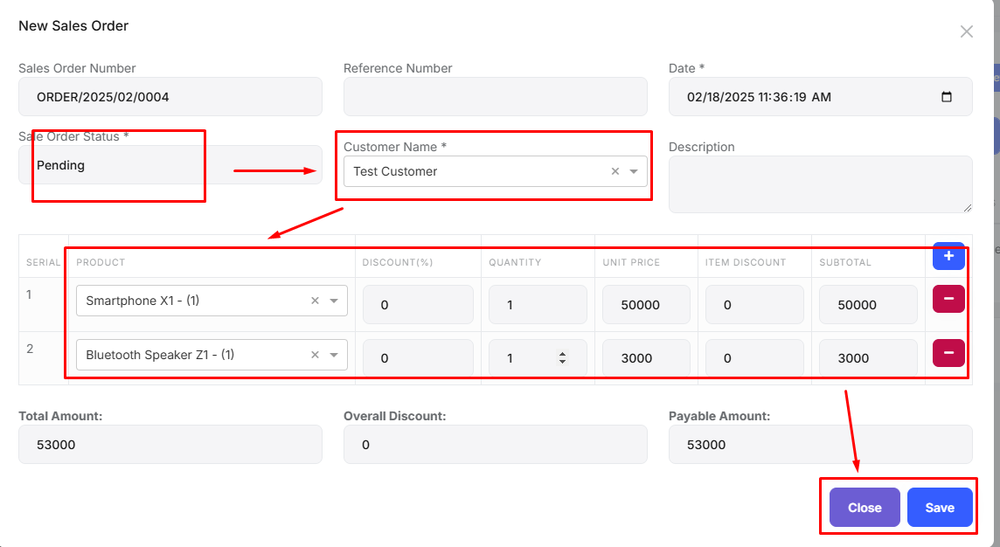 New Sales Order
Sales Order Number
Reference Number
Date *
ORDER/2025/02/0004
02/18/2025 11:36:19 AM
Sale Order Status *
Customer Name *
Description
Pending
Test Customer
SERIAL PRODUCT DISCOUNT(%) QUANTITY UNIT PRICE ITEM DISCOUNT SUBTOTAL +
1 Smartphone X1 - (1) 0 1 50000 0 50000 −
2 Bluetooth Speaker Z1 - (1) 0 1 3000 0 3000 −
Total Amount:
Overall Discount:
Payable Amount:
53000
0
53000
Close
Save